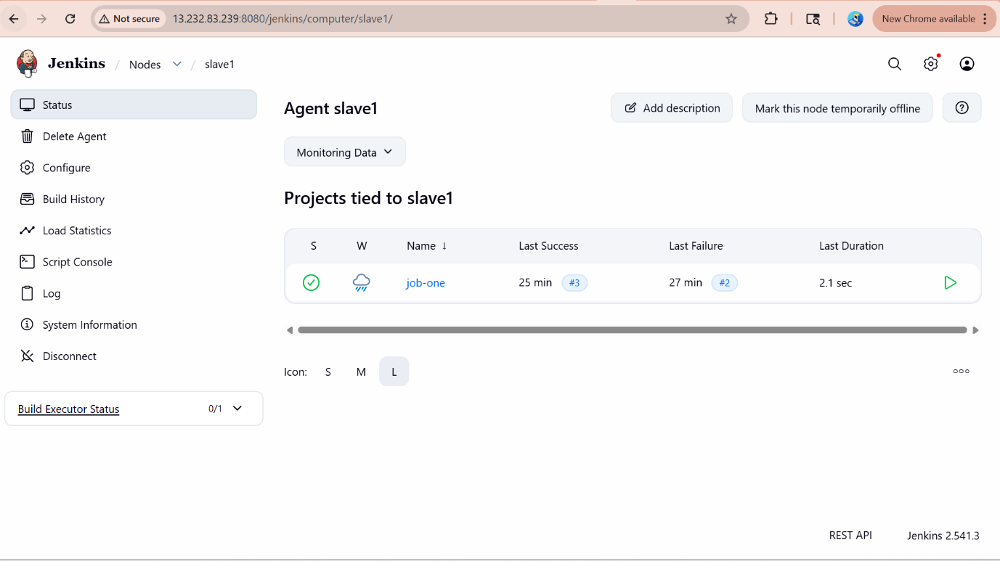 Not secure 13.232.83.239:8080/jenkins/computer/slave1/ New Chrome available
Jenkins / Nodes / slave1
Status
Delete Agent
Configure
Build History
Load Statistics
Script Console
Log
System Information
Disconnect
Build Executor Status 0/1
Agent slave1
Add description
Mark this node temporarily offline
Monitoring Data
Projects tied to slave1
S W Name ↓ Last Success Last Failure Last Duration
job-one 25 min #3 27 min #2 2.1 sec
Icon: S M L
REST API Jenkins 2.541.3